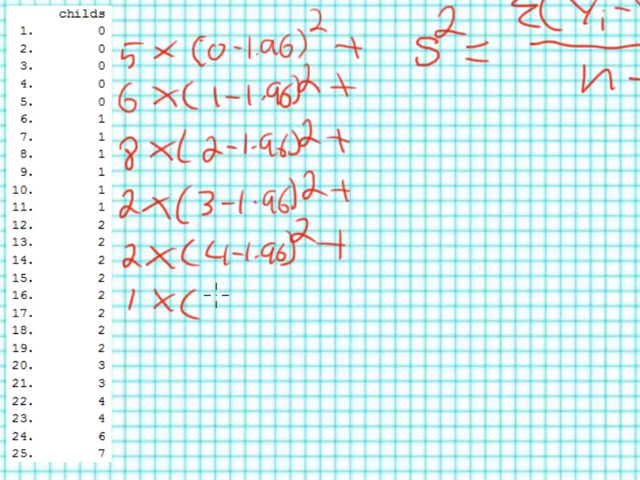 childs
1. 0
2. 0
3. 0
4. 0
5. 0
6. 1
7. 1
8. 1
9. 1
10. 1
11. 1
12. 2
13. 2
14. 2
15. 2
16. 2
17. 2
18. 2
19. 2
20. 3
21. 3
22. 4
23. 4
24. 6
25. 7
5 × (0-1.96)² +
6 × (1-1.96)² +
8 × (2-1.96)² +
2 × (3-1.96)² +
2 × (4-1.96)² +
1 × (
S² = Σ(Yi-
n-